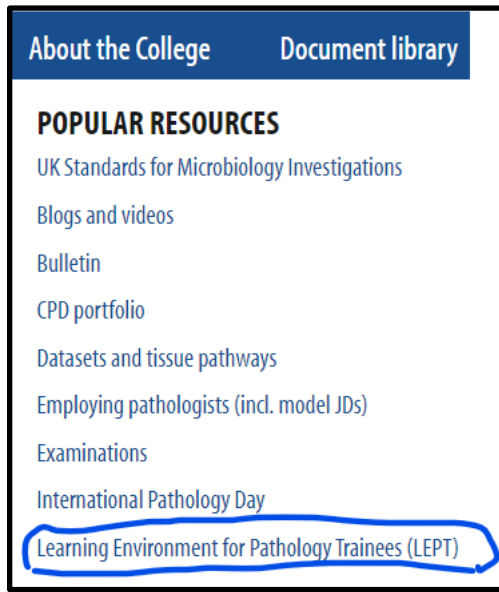 About the College Document library
POPULAR RESOURCES
UK Standards for Microbiology Investigations
Blogs and videos
Bulletin
CPD portfolio
Datasets and tissue pathways
Employing pathologists (incl. model JDs)
Examinations
International Pathology Day
Learning Environment for Pathology Trainees (LEPT)